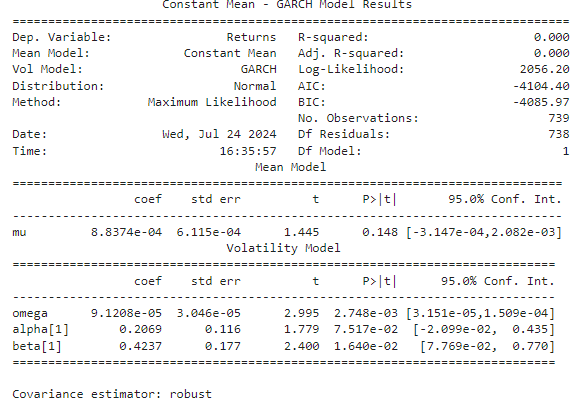 Constant Mean - GARCH Model Results
==============================================================================
Dep. Variable:                Returns   R-squared:                       0.000
Mean Model:             Constant Mean   Adj. R-squared:                  0.000
Vol Model:                      GARCH   Log-Likelihood:                2056.20
Distribution:                  Normal   AIC:                          -4104.40
Method:            Maximum Likelihood   BIC:                          -4085.97
                                        No. Observations:                  739
Date:                Wed, Jul 24 2024   Df Residuals:                      738
Time:                        16:35:57   Df Model:                            1
                                  Mean Model
=============================================================================
                 coef    std err          t      P>|t|       95.0% Conf. Int.
-----------------------------------------------------------------------------
mu         8.8374e-04  6.115e-04      1.445      0.148 [-3.147e-04,2.082e-03]
                              Volatility Model
============================================================================
                 coef    std err          t      P>|t|      95.0% Conf. Int.
----------------------------------------------------------------------------
omega      9.1208e-05  3.046e-05      2.995  2.748e-03 [3.151e-05,1.509e-04]
alpha[1]       0.2069      0.116      1.779  7.517e-02  [-2.099e-02,  0.435]
beta[1]        0.4237      0.177      2.400  1.640e-02   [7.769e-02,  0.770]
============================================================================
Covariance estimator: robust